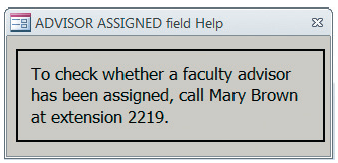 ADVISOR ASSIGNED field Help
To check whether a faculty advisor
has been assigned, call Mary Brown
at extension 2219.